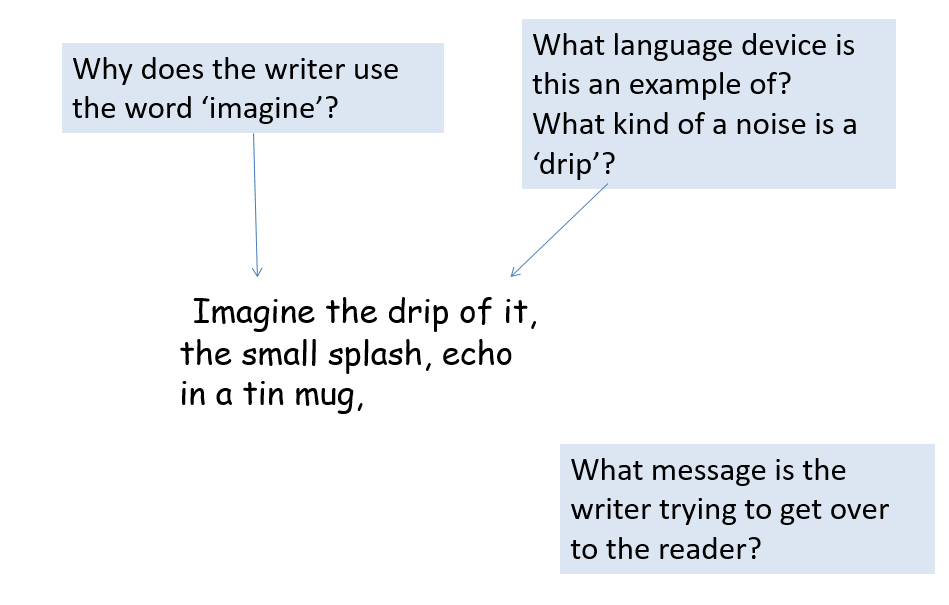 Why does the writer use
the word ‘imagine’?
What language device is
this an example of?
What kind of a noise is a
‘drip’?
Imagine the drip of it,
the small splash, echo
in a tin mug,
What message is the
writer trying to get over
to the reader?